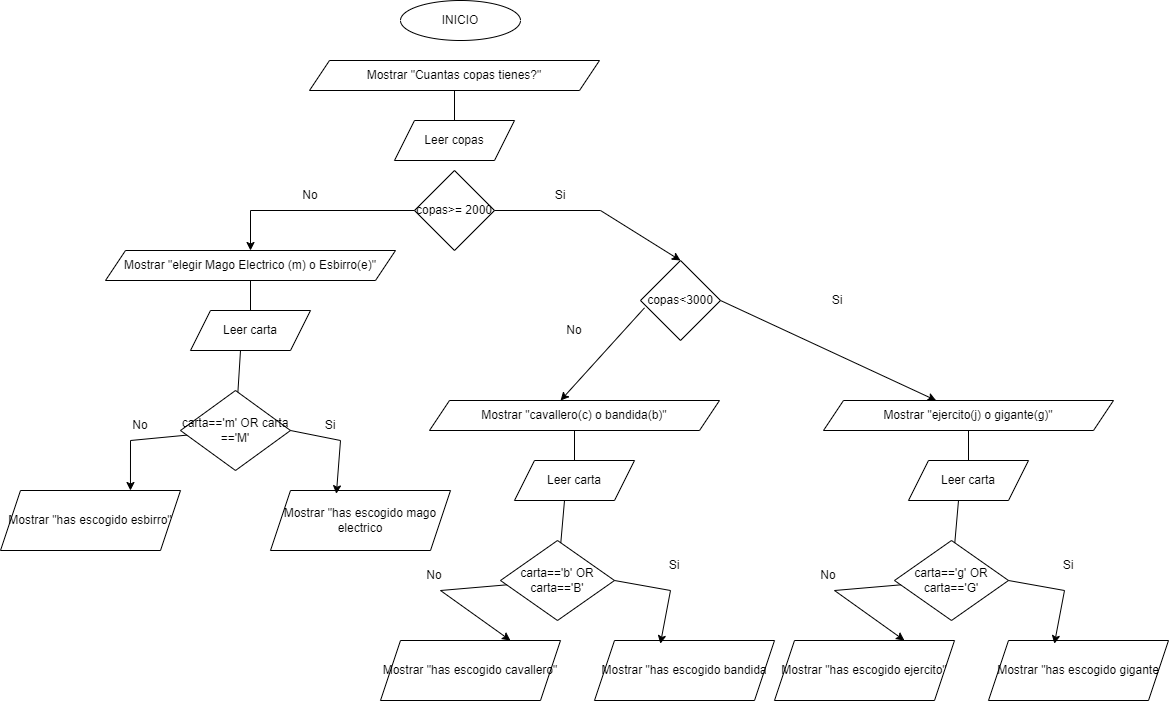 INICIO
Mostrar "Cuantas copas tienes?"
Leer copas
No
Si
copas>= 2000
Mostrar "elegir Mago Electrico (m) o Esbirro(e)"
copas<3000
Si
Leer carta
No
Mostrar "cavallero(c) o bandida(b)"
Mostrar "ejercito(j) o gigante(g)"
No
carta=='m' OR carta
=='M'
Si
Leer carta
Leer carta
Mostrar "has escogido esbirro"
Mostrar "has escogido mago
electrico
No
carta=='b' OR
carta=='B'
Si
No
carta=='g' OR
carta=='G'
Si
Mostrar "has escogido cavallero"
Mostrar "has escogido bandida
Mostrar "has escogido ejercito"
Mostrar "has escogido gigante